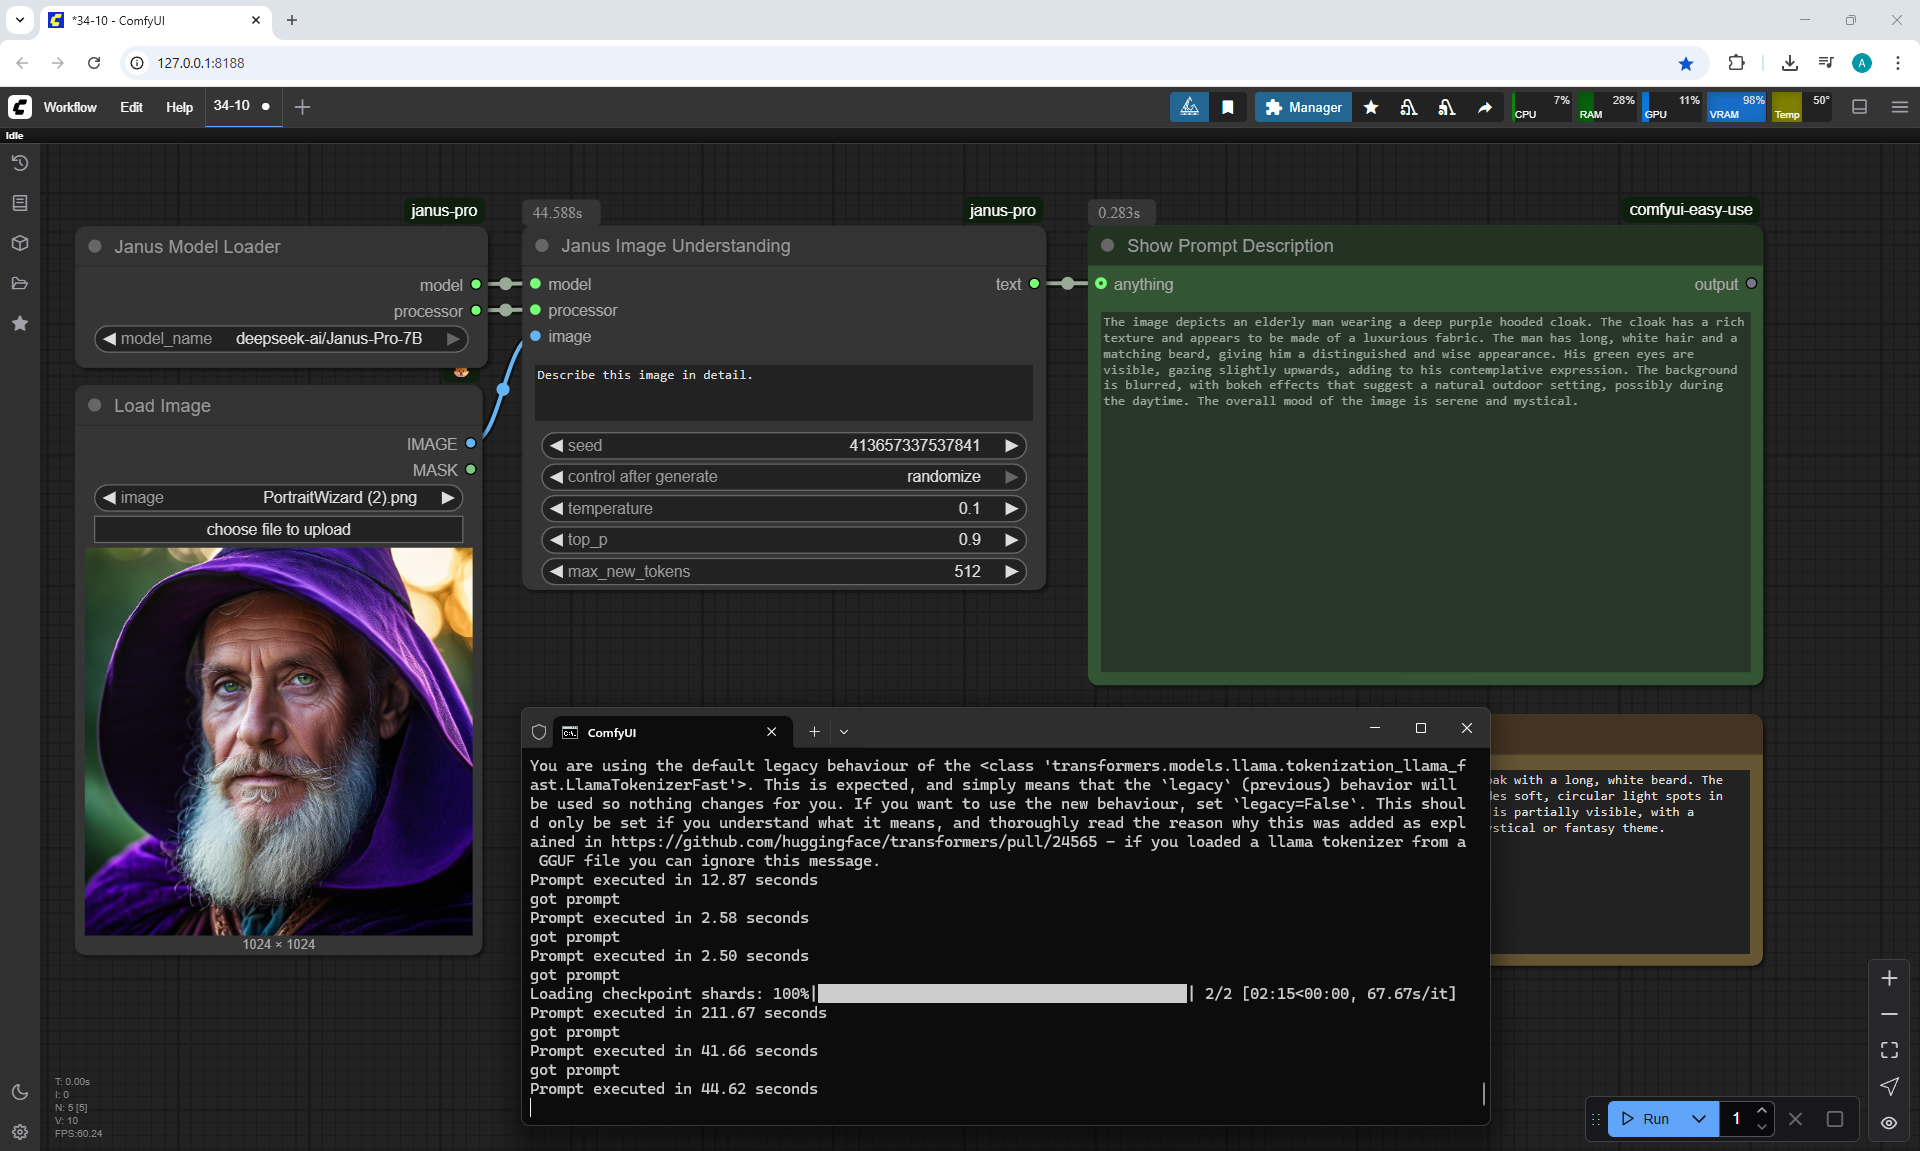 *34-10 - ComfyUI
127.0.0.1:8188
Workflow Edit Help 34-10
Manager
CPU 7%
RAM 28%
GPU 11%
VRAM 98%
Temp 50°
Idle
janus-pro
Janus Model Loader
model
processor
model_name deepseek-ai/Janus-Pro-7B
Load Image
IMAGE
MASK
image PortraitWizard (2).png
choose file to upload
1024 × 1024
44.588s
janus-pro
Janus Image Understanding
model
text
processor
image
Describe this image in detail.
seed 413657337537841
control after generate randomize
temperature 0.1
top_p 0.9
max_new_tokens 512
0.283s
comfyui-easy-use
Show Prompt Description
anything
output
The image depicts an elderly man wearing a deep purple hooded cloak. The cloak has a rich
texture and appears to be made of a luxurious fabric. The man has long, white hair and a
matching beard, giving him a distinguished and wise appearance. His green eyes are
visible, gazing slightly upwards, adding to his contemplative expression. The background
is blurred, with bokeh effects that suggest a natural outdoor setting, possibly during
the daytime. The overall mood of the image is serene and mystical.
ComfyUI
You are using the default legacy behaviour of the <class 'transformers.models.llama.tokenization_llama_f
ast.LlamaTokenizerFast'>. This is expected, and simply means that the `legacy` (previous) behavior will
be used so nothing changes for you. If you want to use the new behaviour, set `legacy=False`. This shoul
d only be set if you understand what it means, and thoroughly read the reason why this was added as expl
ained in https://github.com/huggingface/transformers/pull/24565 - if you loaded a llama tokenizer from a
GGUF file you can ignore this message.
Prompt executed in 12.87 seconds
got prompt
Prompt executed in 2.58 seconds
got prompt
Prompt executed in 2.50 seconds
got prompt
Loading checkpoint shards: 100%| | 2/2 [02:15<00:00, 67.67s/it]
Prompt executed in 211.67 seconds
got prompt
Prompt executed in 41.66 seconds
got prompt
Prompt executed in 44.62 seconds
ak with a long, white beard. The
es soft, circular light spots in
is partially visible, with a
stical or fantasy theme.
T: 0.00s
I: 0
N: 5 [5]
V: 10
FPS:60.24
Run 1
A